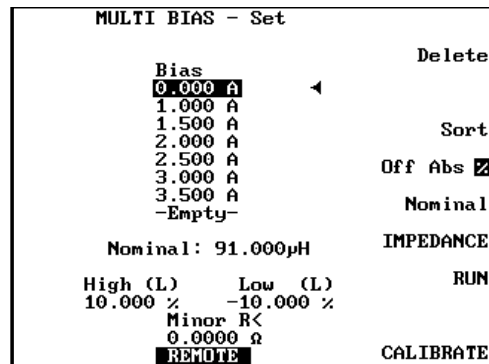 MULTI BIAS - Set
Delete
Bias
0.000 A
1.000 A
1.500 A
Sort
2.000 A
2.500 A
Off Abs %
3.000 A
3.500 A
Nominal
-Empty-
IMPEDANCE
Nominal: 91.000µH
RUN
High (L) Low (L)
10.000 % -10.000 %
Minor R<
0.0000 Ω
REMOTE
CALIBRATE